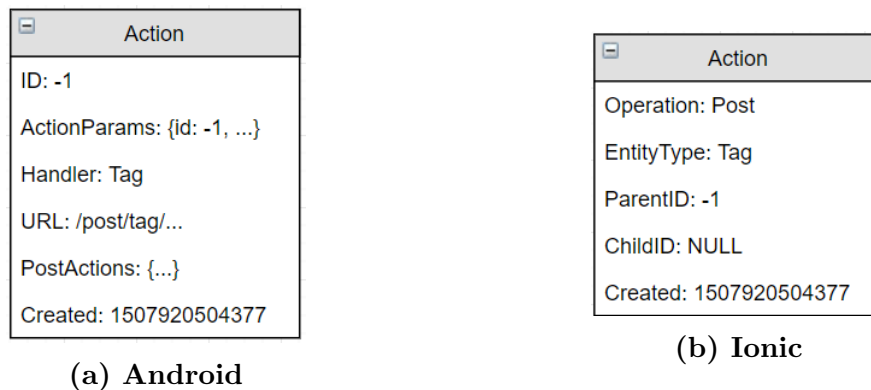 Action
ID: -1
ActionParams: {id: -1, ...}
Handler: Tag
URL: /post/tag/...
PostActions: {...}
Created: 1507920504377
(a) Android
Action
Operation: Post
EntityType: Tag
ParentID: -1
ChildID: NULL
Created: 1507920504377
(b) Ionic